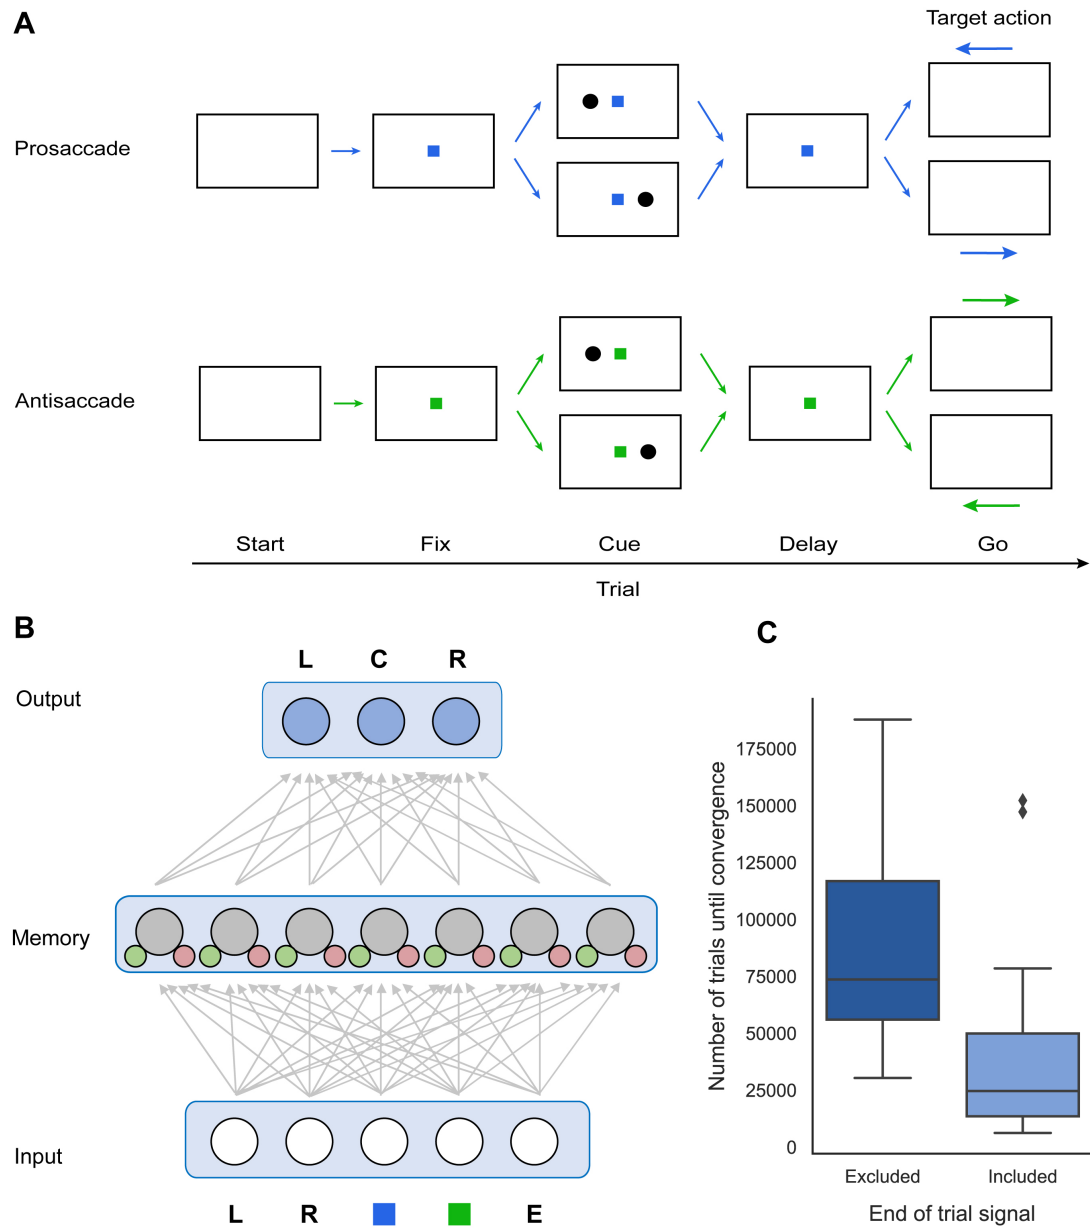 A
Target action
Prosaccade
Antisaccade
Start Fix Cue Delay Go
Trial
B
L C R
Output
Memory
Input
L R E
C
Number of trials until convergence
175000
150000
125000
100000
75000
50000
25000
0
Excluded Included
End of trial signal